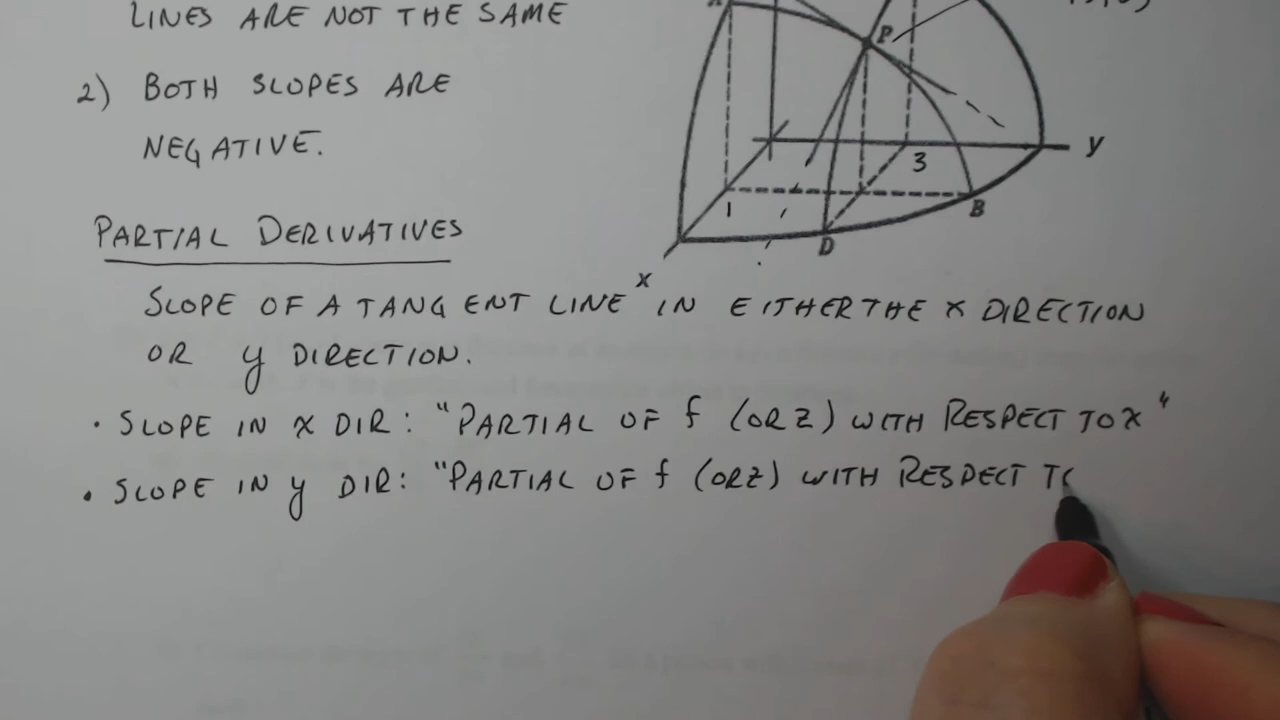 LINES ARE NOT THE SAME
2) BOTH SLOPES ARE
NEGATIVE.
P
y
3
1
B
D
x
PARTIAL DERIVATIVES
SLOPE OF A TANGENT LINE IN EITHER THE x DIRECTION
OR y DIRECTION.
• SLOPE IN x DIR: "PARTIAL OF f (OR Z) WITH RESPECT TO x"
• SLOPE IN y DIR: "PARTIAL OF f (OR Z) WITH RESPECT TO